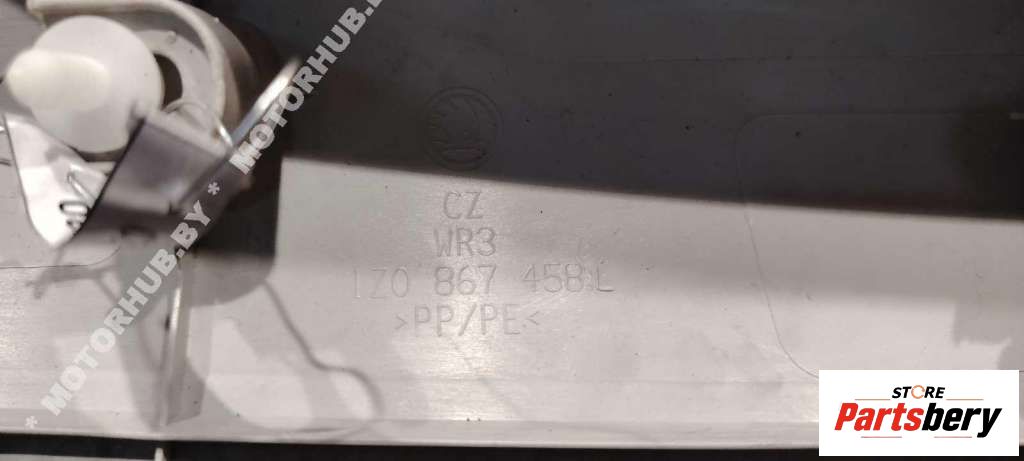 * MOTORHUB.BY * MOTORHUB.BY
CZ
WR3
1Z0 867 458 L
>PP/PE<
STORE
Partsbery